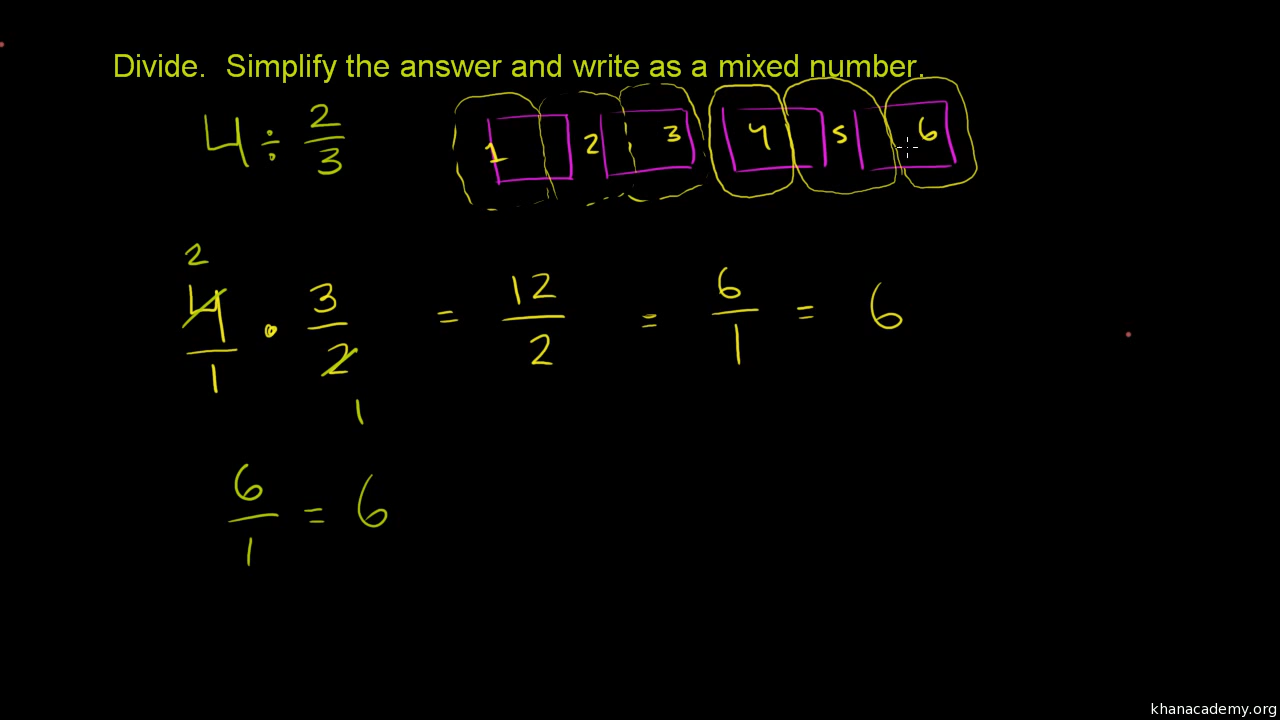 Divide. Simplify the answer and write as a mixed number.
4 ÷ 2/3
1 2 3 4 5 6
2
4/1 • 3/2 = 12/2 = 6/1 = 6
1
6/1 = 6
khanacademy.org